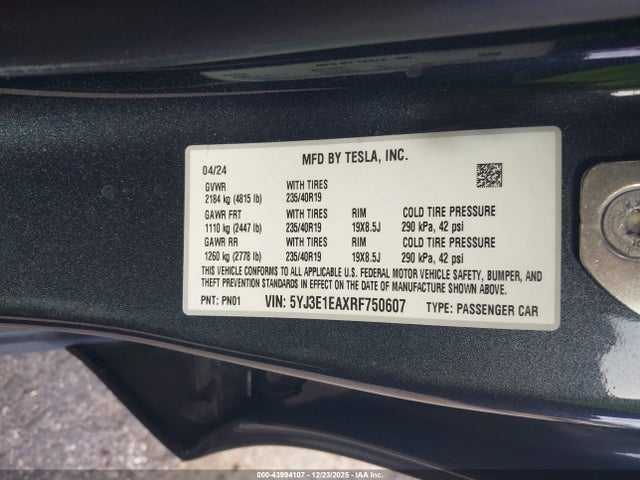 MFD BY TESLA, INC.
04/24
GVWR WITH TIRES
2184 kg (4815 lb) 235/40R19
GAWR FRT WITH TIRES RIM COLD TIRE PRESSURE
1110 kg (2447 lb) 235/40R19 19X8.5J 290 kPa, 42 psi
GAWR RR WITH TIRES RIM COLD TIRE PRESSURE
1260 kg (2778 lb) 235/40R19 19X8.5J 290 kPa, 42 psi
THIS VEHICLE CONFORMS TO ALL APPLICABLE U.S. FEDERAL MOTOR VEHICLE SAFETY, BUMPER, AND
THEFT PREVENTION STANDARDS IN EFFECT ON THE DATE OF MANUFACTURE SHOWN ABOVE.
PNT: PN01 VIN: 5YJ3E1EAXRF750607 TYPE: PASSENGER CAR
000-43994107 - 12/23/2025 - IAA Inc.